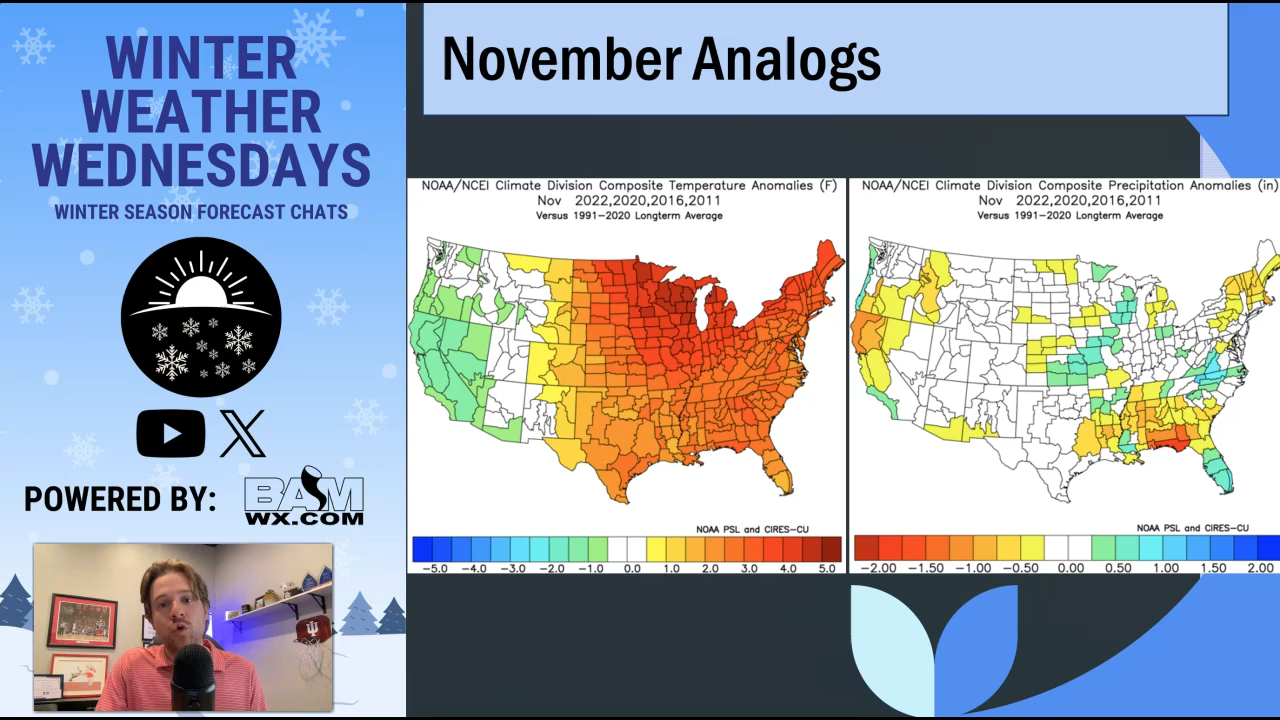 WINTER
WEATHER
WEDNESDAYS
WINTER SEASON FORECAST CHATS
POWERED BY:
BAM
WX.COM
November Analogs
NOAA/NCEI Climate Division Composite Temperature Anomalies (F)
Nov 2022,2020,2016,2011
Versus 1991-2020 Longterm Average
NOAA PSL and CIRES-CU
-5.0 -4.0 -3.0 -2.0 -1.0 0.0 1.0 2.0 3.0 4.0 5.0
NOAA/NCEI Climate Division Composite Precipitation Anomalies (in)
Nov 2022,2020,2016,2011
Versus 1991-2020 Longterm Average
NOAA PSL and CIRES-CU
-2.00 -1.50 -1.00 -0.50 0.00 0.50 1.00 1.50 2.00